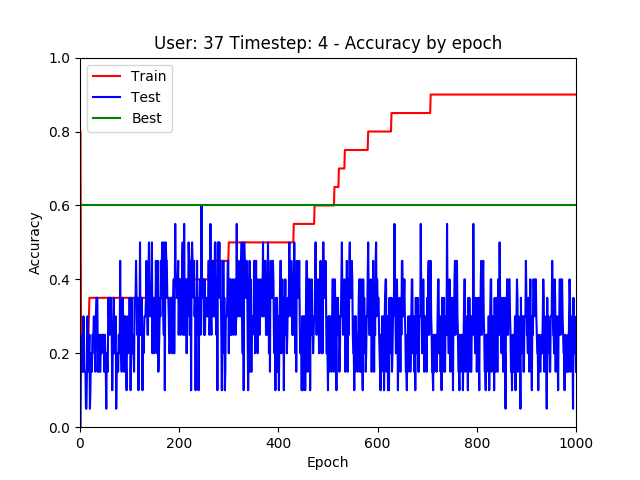 User: 37 Timestep: 4 - Accuracy by epoch
Train
Test
Best
1.0
0.8
0.6
0.4
0.2
0.0
Accuracy
0 200 400 600 800 1000
Epoch